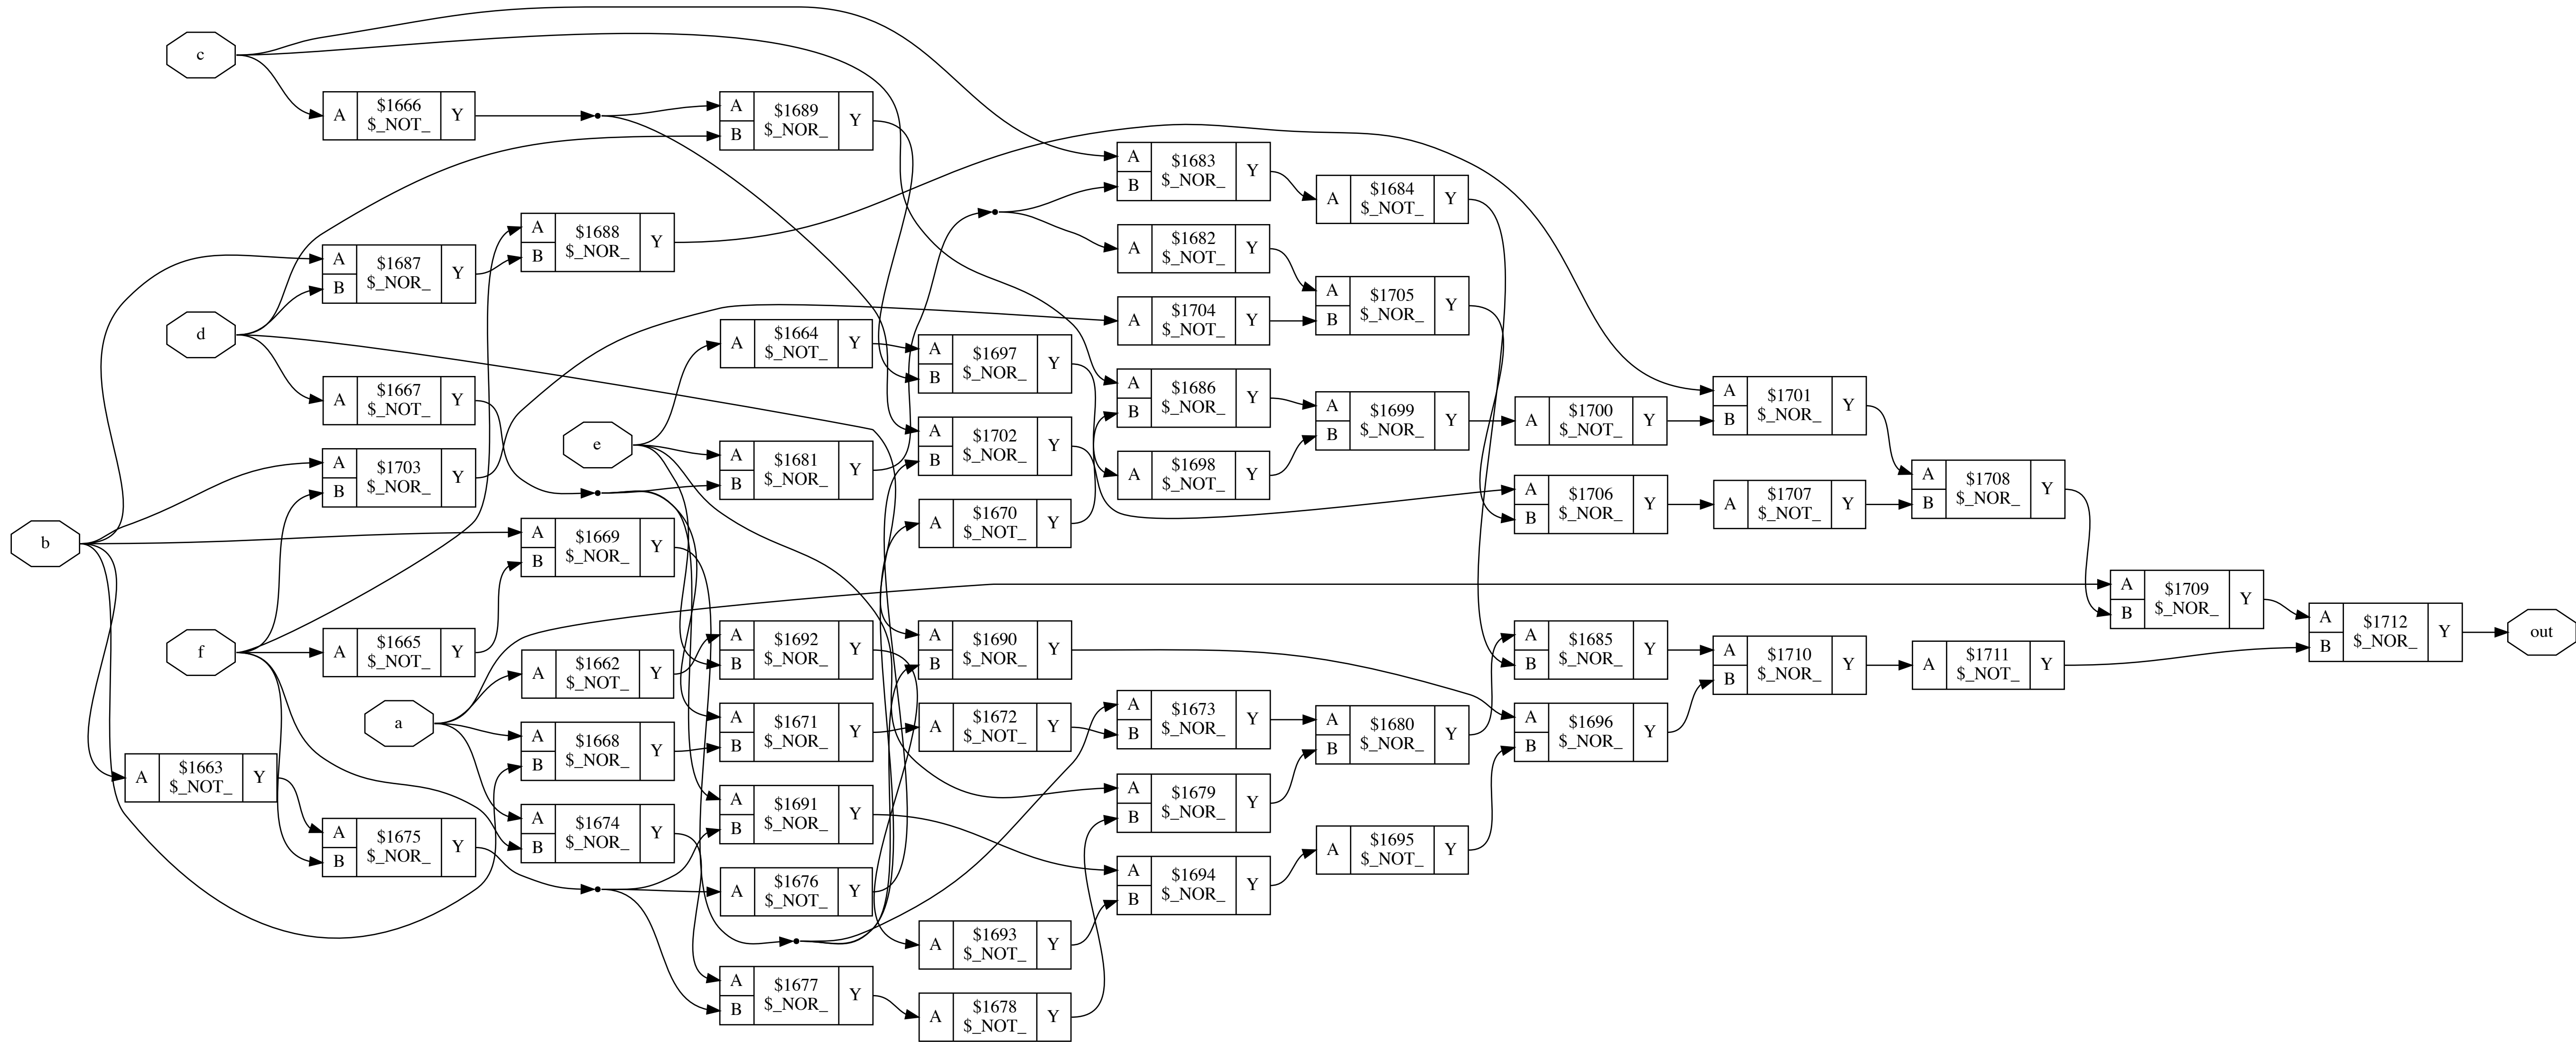 c
A $1666 $_NOT_ Y
A B $1689 $_NOR_ Y
A B $1683 $_NOR_ Y
A $1684 $_NOT_ Y
A B $1688 $_NOR_ Y
A $1682 $_NOT_ Y
A B $1687 $_NOR_ Y
A B $1705 $_NOR_ Y
A $1704 $_NOT_ Y
d
A $1664 $_NOT_ Y
A B $1697 $_NOR_ Y
A $1667 $_NOT_ Y
A B $1686 $_NOR_ Y
A B $1699 $_NOR_ Y
A $1700 $_NOT_ Y
A B $1701 $_NOR_ Y
e
A B $1702 $_NOR_ Y
A B $1703 $_NOR_ Y
A B $1681 $_NOR_ Y
A $1698 $_NOT_ Y
A B $1706 $_NOR_ Y
A $1707 $_NOT_ Y
A B $1708 $_NOR_ Y
b
A B $1669 $_NOR_ Y
A $1670 $_NOT_ Y
A B $1709 $_NOR_ Y
f
A $1665 $_NOT_ Y
A $1662 $_NOT_ Y
A B $1692 $_NOR_ Y
A B $1690 $_NOR_ Y
A B $1685 $_NOR_ Y
A B $1710 $_NOR_ Y
A $1711 $_NOT_ Y
A B $1712 $_NOR_ Y
out
a
A B $1668 $_NOR_ Y
A B $1671 $_NOR_ Y
A $1672 $_NOT_ Y
A B $1673 $_NOR_ Y
A B $1680 $_NOR_ Y
A B $1696 $_NOR_ Y
A $1663 $_NOT_ Y
A B $1675 $_NOR_ Y
A B $1674 $_NOR_ Y
A B $1691 $_NOR_ Y
A B $1679 $_NOR_ Y
A $1676 $_NOT_ Y
A B $1694 $_NOR_ Y
A $1695 $_NOT_ Y
A $1693 $_NOT_ Y
A B $1677 $_NOR_ Y
A $1678 $_NOT_ Y